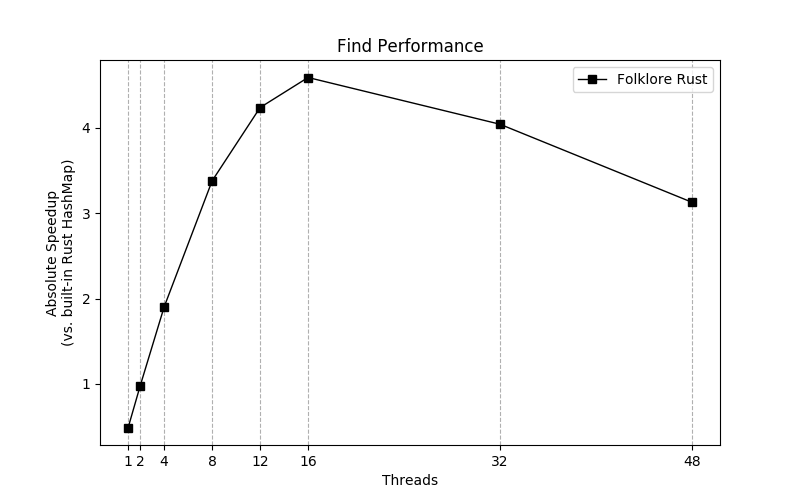 Find Performance
Folklore Rust
4
3
2
1
Absolute Speedup
(vs. built-in Rust HashMap)
1 2 4 8 12 16 32 48
Threads